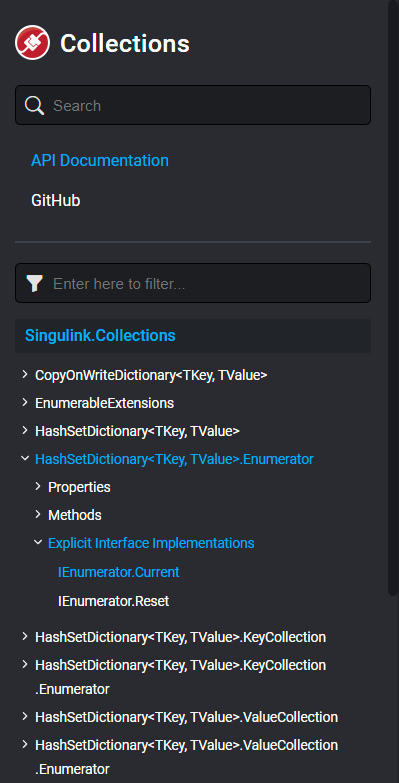 Collections
Search
API Documentation
GitHub
Enter here to filter...
Singulink.Collections
CopyOnWriteDictionary<TKey, TValue>
EnumerableExtensions
HashSetDictionary<TKey, TValue>
HashSetDictionary<TKey, TValue>.Enumerator
Properties
Methods
Explicit Interface Implementations
IEnumerator.Current
IEnumerator.Reset
HashSetDictionary<TKey, TValue>.KeyCollection
HashSetDictionary<TKey, TValue>.KeyCollection
.Enumerator
HashSetDictionary<TKey, TValue>.ValueCollection
HashSetDictionary<TKey, TValue>.ValueCollection
.Enumerator